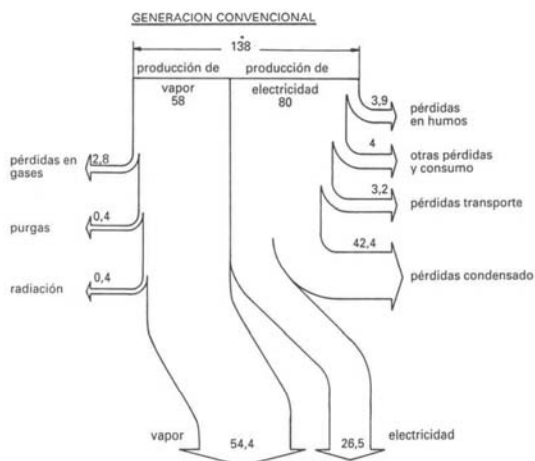 GENERACION CONVENCIONAL
138
producción de
vapor
58
producción de
electricidad
80
3,9
pérdidas
en humos
4
otras pérdidas
y consumo
3,2
pérdidas transporte
42,4
pérdidas condensado
pérdidas en
gases
2,8
purgas
0,4
radiación
0,4
vapor
54,4
26,5
electricidad